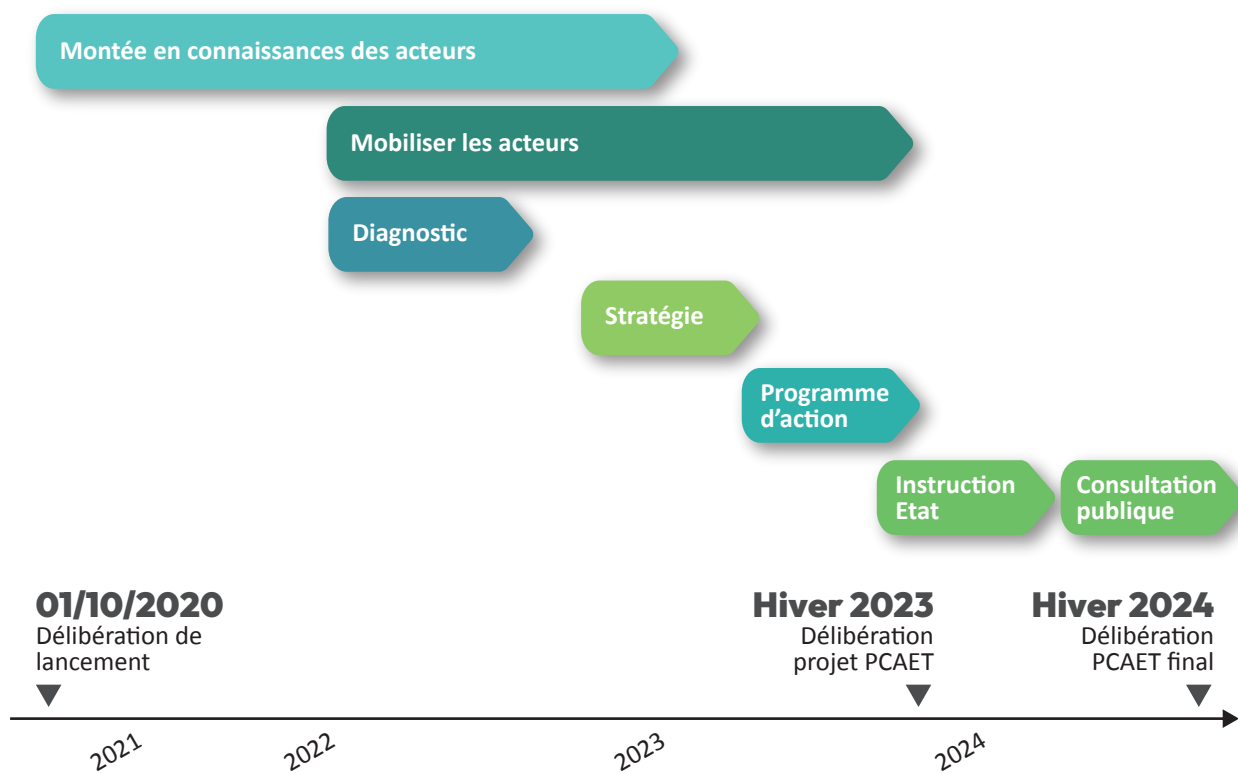 Montée en connaissances des acteurs
Mobiliser les acteurs
Diagnostic
Stratégie
Programme
d’action
Instruction
Etat
Consultation
publique
01/10/2020
Délibération de
lancement
Hiver 2023
Délibération
projet PCAET
Hiver 2024
Délibération
PCAET final
2021
2022
2023
2024